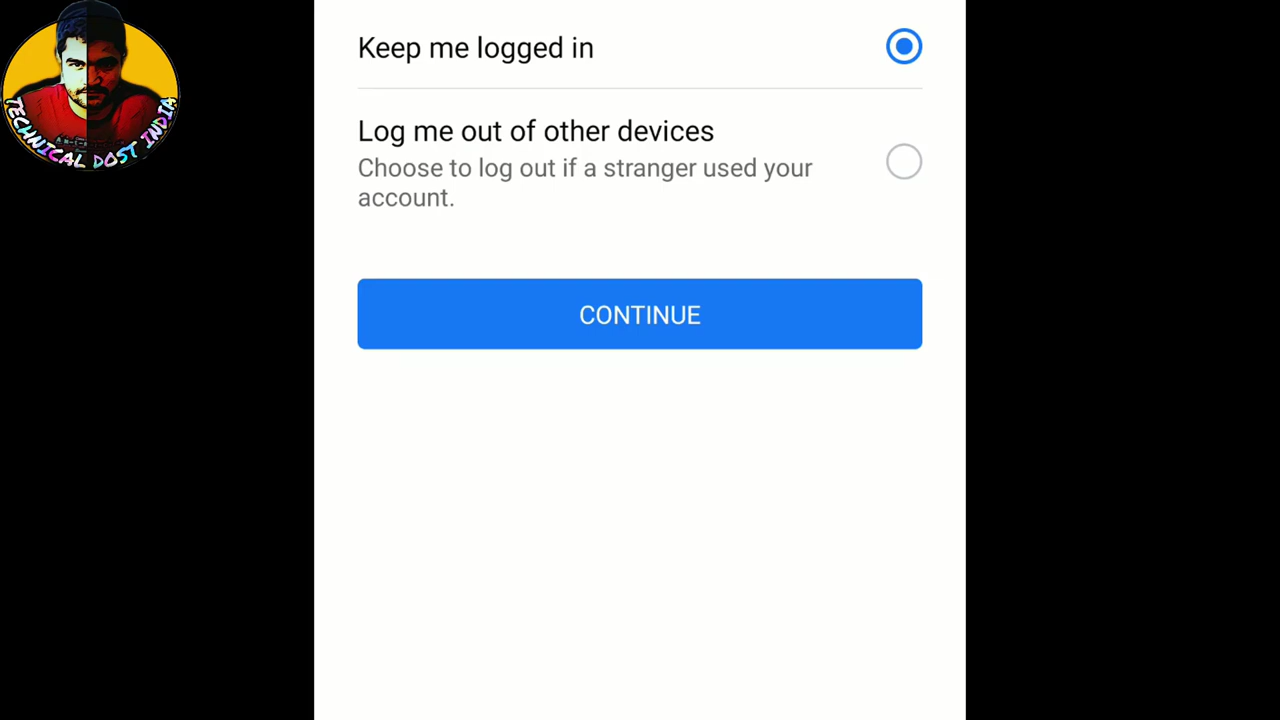 Keep me logged in
Log me out of other devices
Choose to log out if a stranger used your
account.
CONTINUE
TECHNICAL DOST INDIA